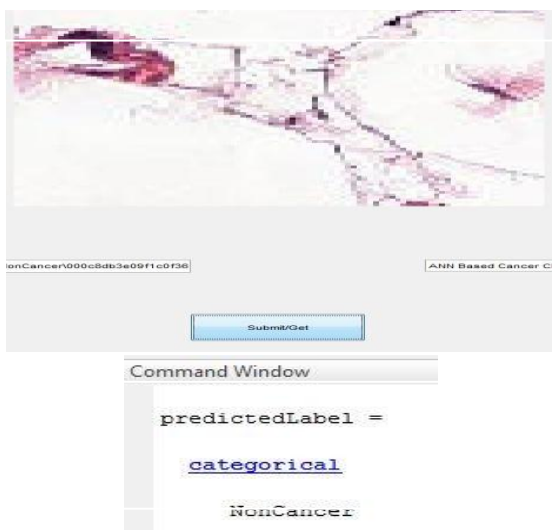 onCancer\000c8db3e09f1c0f36
ANN Based Cancer C
Submit/Get
Command Window
predictedLabel =
categorical
NonCancer